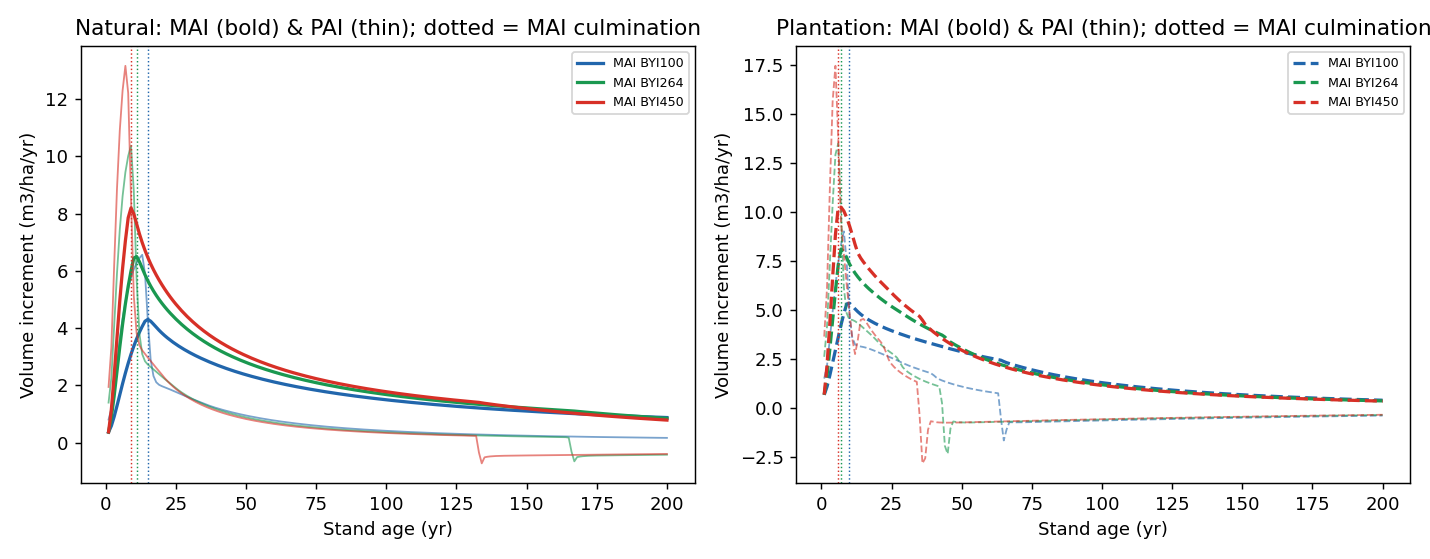 Natural: MAI (bold) & PAI (thin); dotted = MAI culmination
Volume increment (m3/ha/yr)
12
10
8
6
4
2
0
MAI BYI100
MAI BYI264
MAI BYI450
0 25 50 75 100 125 150 175 200
Stand age (yr)
Plantation: MAI (bold) & PAI (thin); dotted = MAI culmination
Volume increment (m3/ha/yr)
17.5
15.0
12.5
10.0
7.5
5.0
2.5
0.0
−2.5
MAI BYI100
MAI BYI264
MAI BYI450
0 25 50 75 100 125 150 175 200
Stand age (yr)